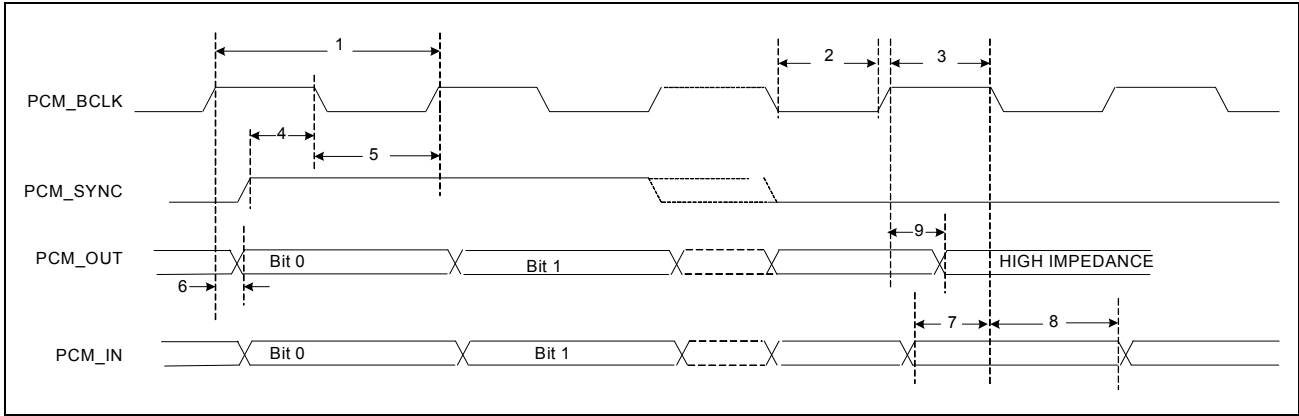 1
2
3
PCM_BCLK
4
5
PCM_SYNC
9
PCM_OUT
Bit 0
Bit 1
HIGH IMPEDANCE
6
7
8
PCM_IN
Bit 0
Bit 1